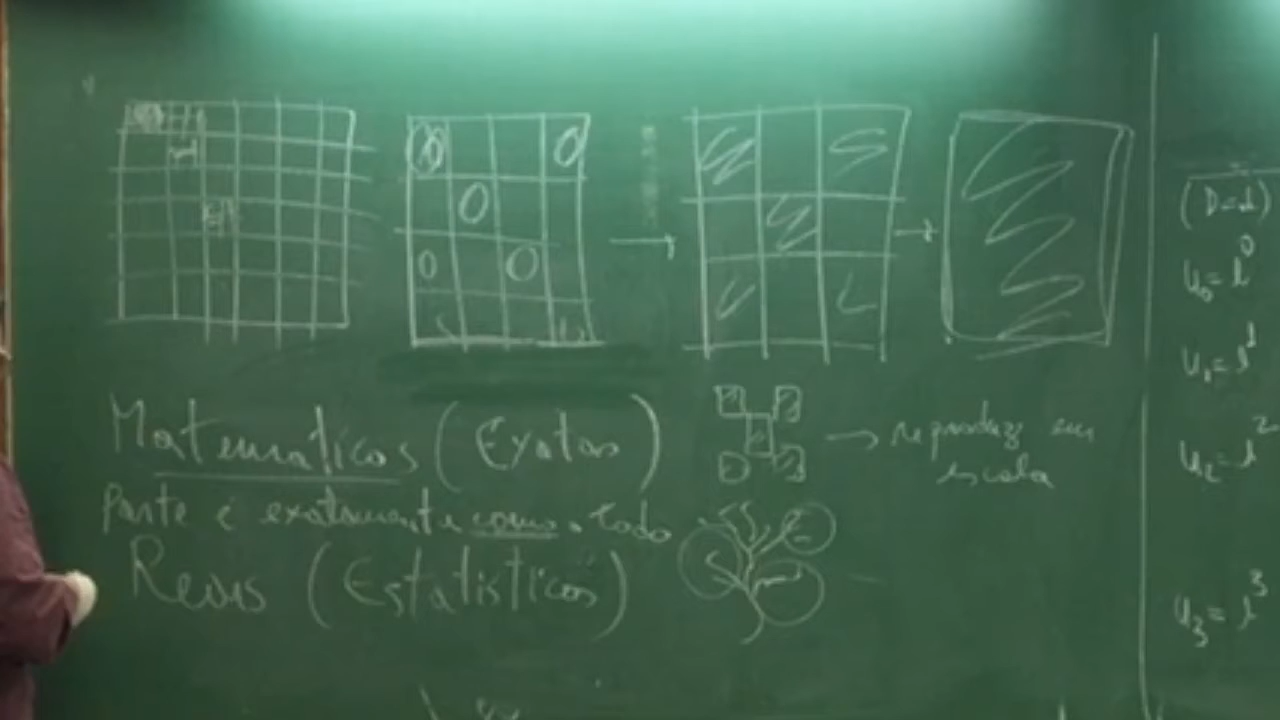 Matemáticos (Exatos)
Parte é exatamente como o todo
Reais (Estatísticos)
→ reproduz em
escala
(D=d)
u₀=l⁰
u₁=l¹
u₂=l²
u₃=l³